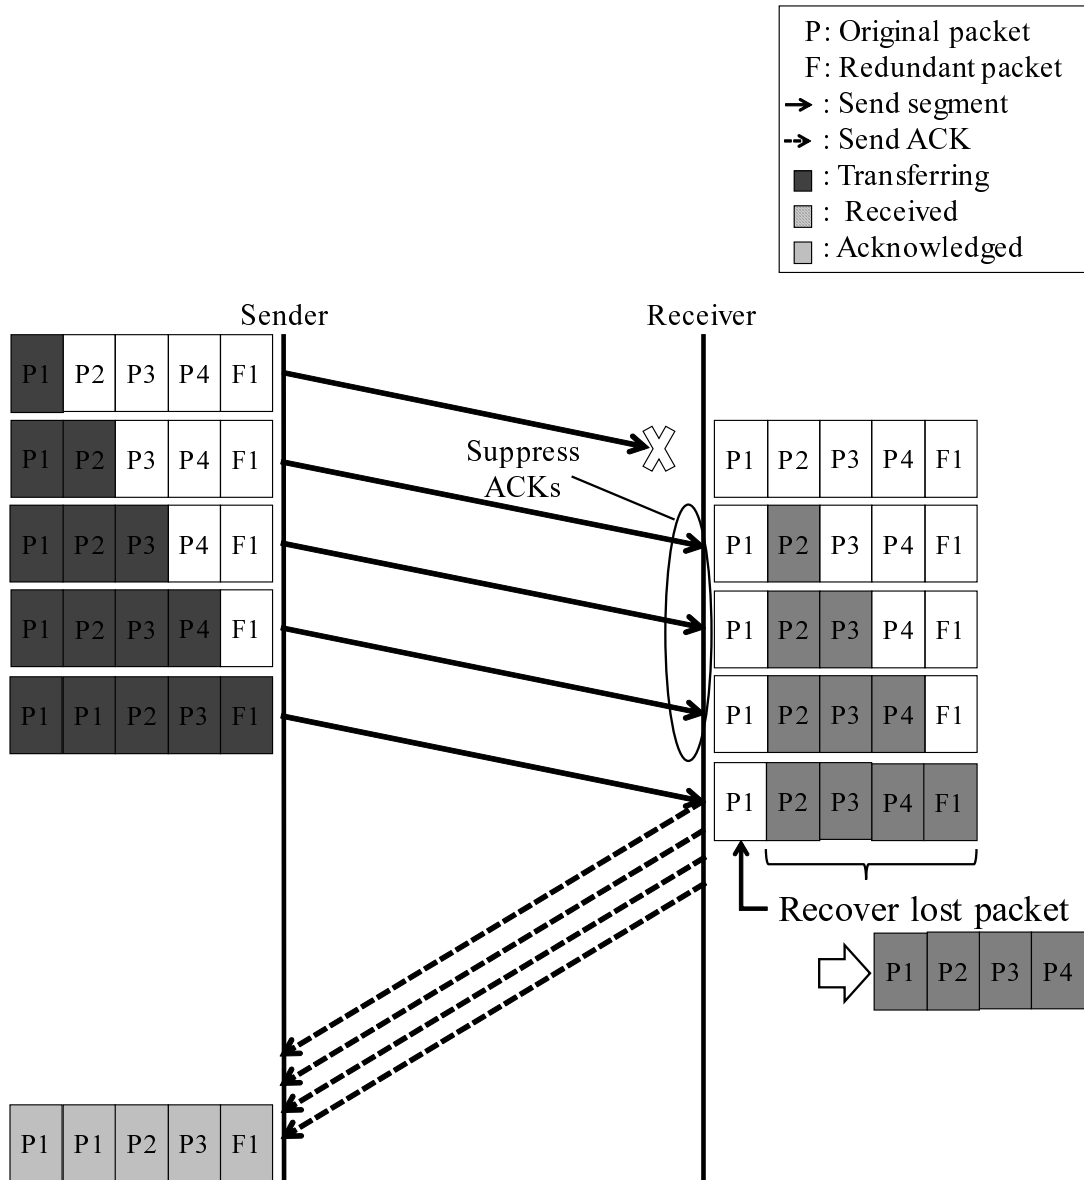 P: Original packet
F: Redundant packet
: Send segment
: Send ACK
: Transferring
: Received
: Acknowledged
Sender
Receiver
P1 P2 P3 P4 F1
Suppress
ACKs
P1 P2 P3 P4 F1
P1 P2 P3 P4 F1
P1 P2 P3 P4 F1
P1 P2 P3 P4 F1
P1 P2 P3 P4 F1
P1 P2 P3 P4 F1
P1 P1 P2 P3 F1
P1 P2 P3 P4 F1
P1 P2 P3 P4 F1
Recover lost packet
P1 P2 P3 P4
P1 P1 P2 P3 F1